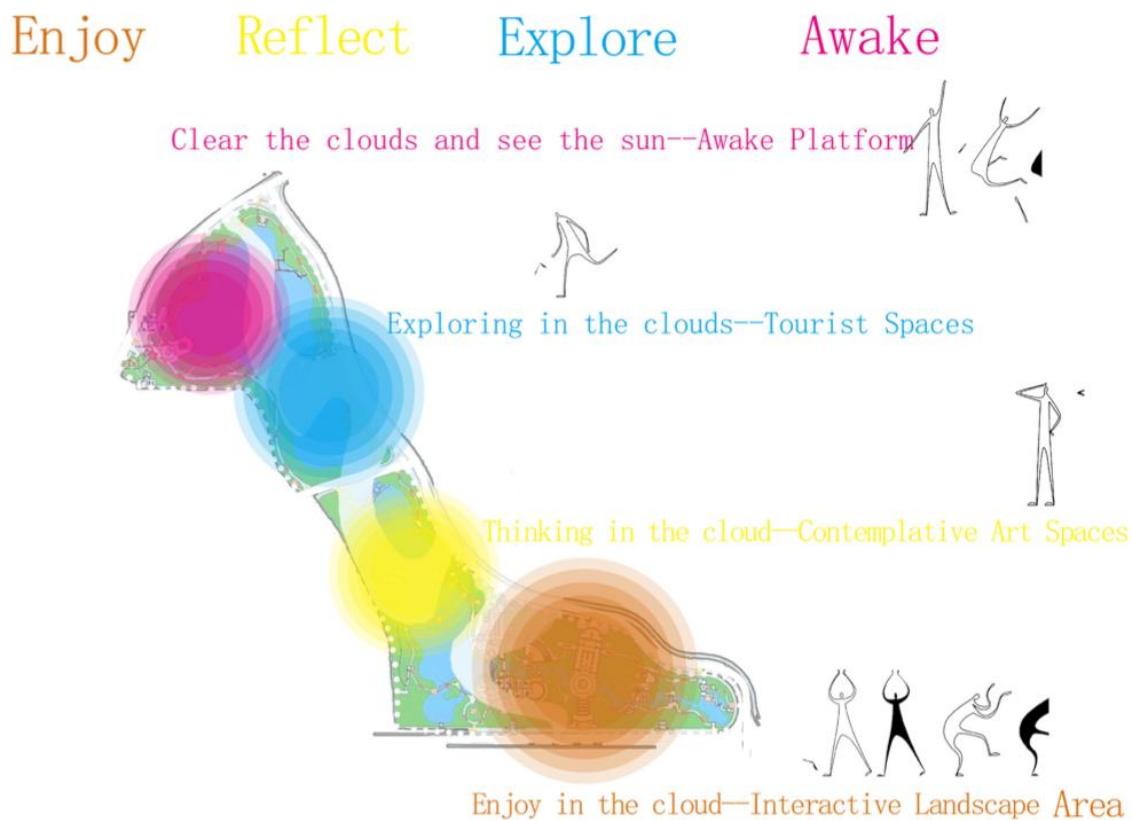 Enjoy Reflect Explore Awake
Clear the clouds and see the sun--Awake Platform
Exploring in the clouds--Tourist Spaces
Thinking in the cloud--Contemplative Art Spaces
Enjoy in the cloud--Interactive Landscape Area